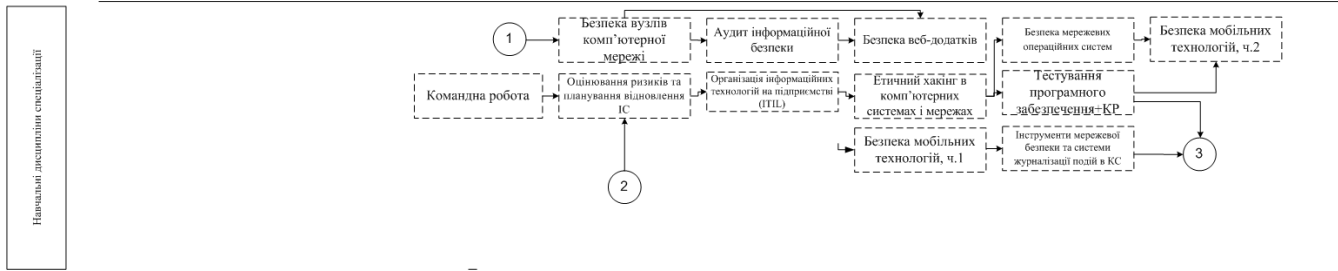 Навчальні дисципліни спеціалізації
1
Безпека вузлів
комп’ютерної
мережі
Аудит інформаційної
безпеки
Безпека веб-додатків
Безпека мережевих
операційних систем
Безпека мобільних
технологій, ч.2
Командна робота
Оцінювання ризиків та
планування відновлення
ІС
Організація інформаційних
технологій на підприємстві
(ITIL)
Етичний хакінг в
комп’ютерних
системах і мережах
Тестування
програмного
забезпечення+КР
Безпека мобільних
технологій, ч.1
Інструменти мережевої
безпеки та системи
журналізації подій в КС
3
2